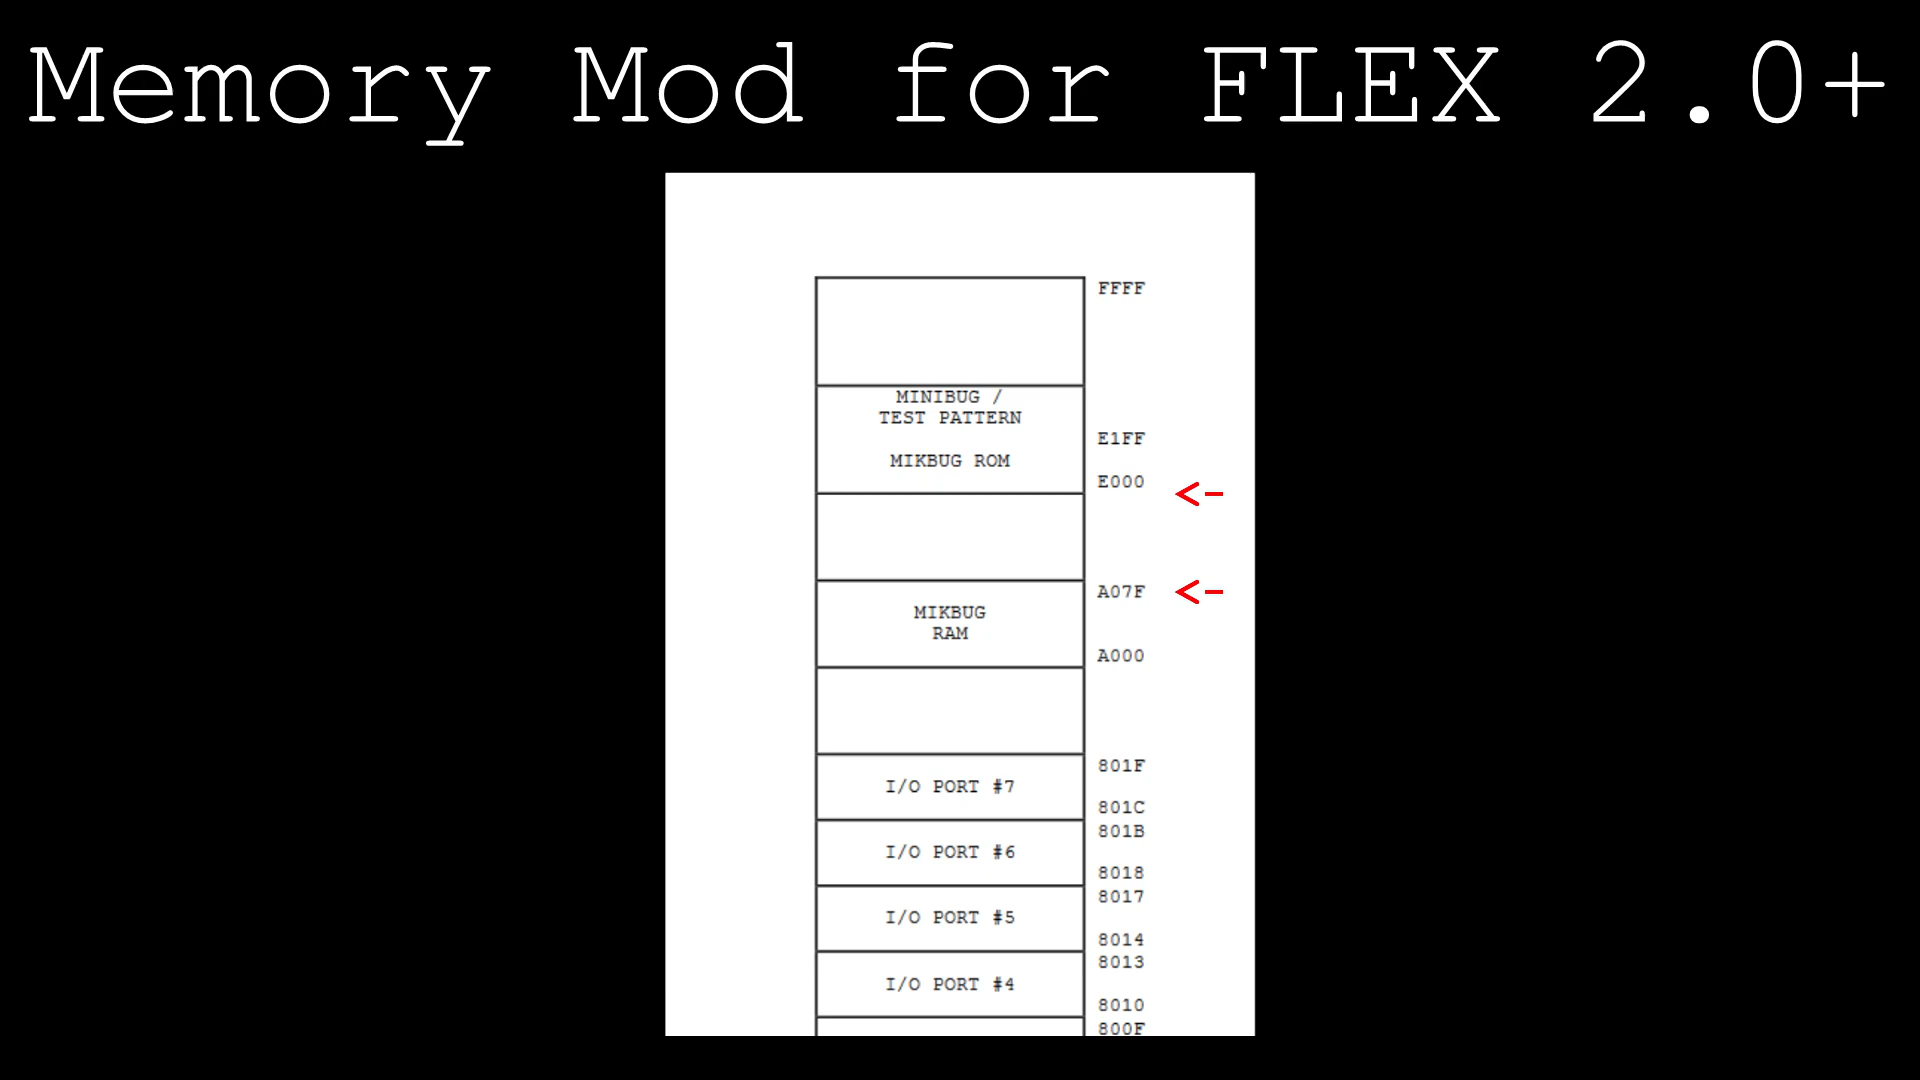 Memory Mod for FLEX 2.0+
FFFF
MINIBUG /
TEST PATTERN
E1FF
MIKBUG ROM
E000
<-
A07F
<-
MIKBUG
RAM
A000
801F
I/O PORT #7
801C
801B
I/O PORT #6
8018
8017
I/O PORT #5
8014
8013
I/O PORT #4
8010
800F